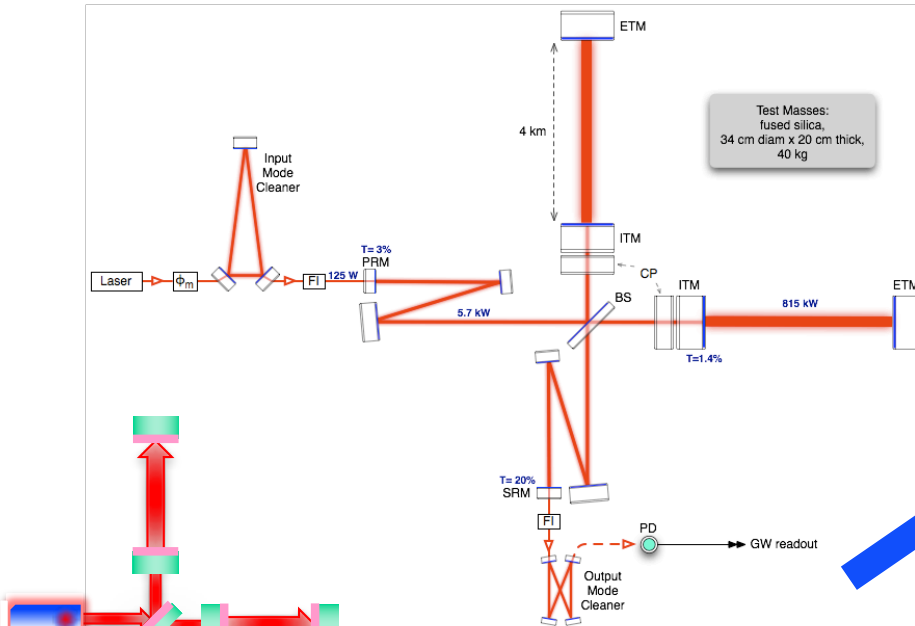 ETM
4 km
Test Masses:
fused silica,
34 cm diam x 20 cm thick,
40 kg
Input
Mode
Cleaner
ITM
T= 3%
PRM
CP
ITM
ETM
Laser
ϕm
FI
125 W
BS
5.7 kW
815 kW
T=1.4%
T= 20%
SRM
FI
PD
GW readout
Output
Mode
Cleaner